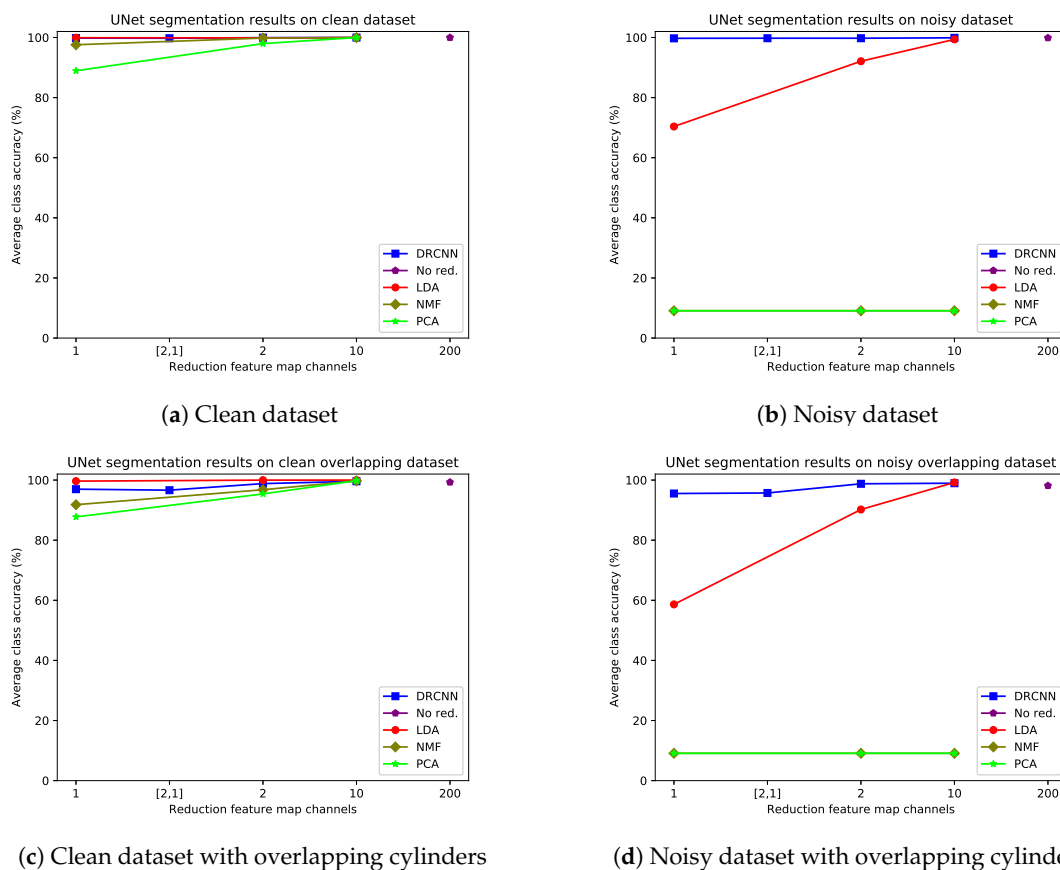 UNet segmentation results on clean dataset
Average class accuracy (%)
100
80
60
40
20
0
DRCNN
No red.
LDA
NMF
PCA
1 [2,1] 2 10 200
Reduction feature map channels
(a) Clean dataset
UNet segmentation results on noisy dataset
Average class accuracy (%)
100
80
60
40
20
0
DRCNN
No red.
LDA
NMF
PCA
1 [2,1] 2 10 200
Reduction feature map channels
(b) Noisy dataset
UNet segmentation results on clean overlapping dataset
Average class accuracy (%)
100
80
60
40
20
0
DRCNN
No red.
LDA
NMF
PCA
1 [2,1] 2 10 200
Reduction feature map channels
(c) Clean dataset with overlapping cylinders
UNet segmentation results on noisy overlapping dataset
Average class accuracy (%)
100
80
60
40
20
0
DRCNN
No red.
LDA
NMF
PCA
1 [2,1] 2 10 200
Reduction feature map channels
(d) Noisy dataset with overlapping